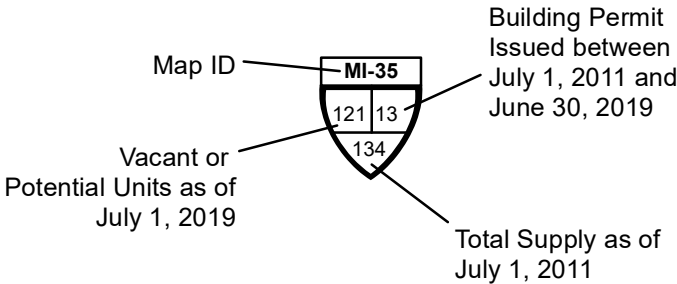 Building Permit
Issued between
July 1, 2011 and
June 30, 2019
Map ID
MI-35
121 13
134
Vacant or
Potential Units as of
July 1, 2019
Total Supply as of
July 1, 2011